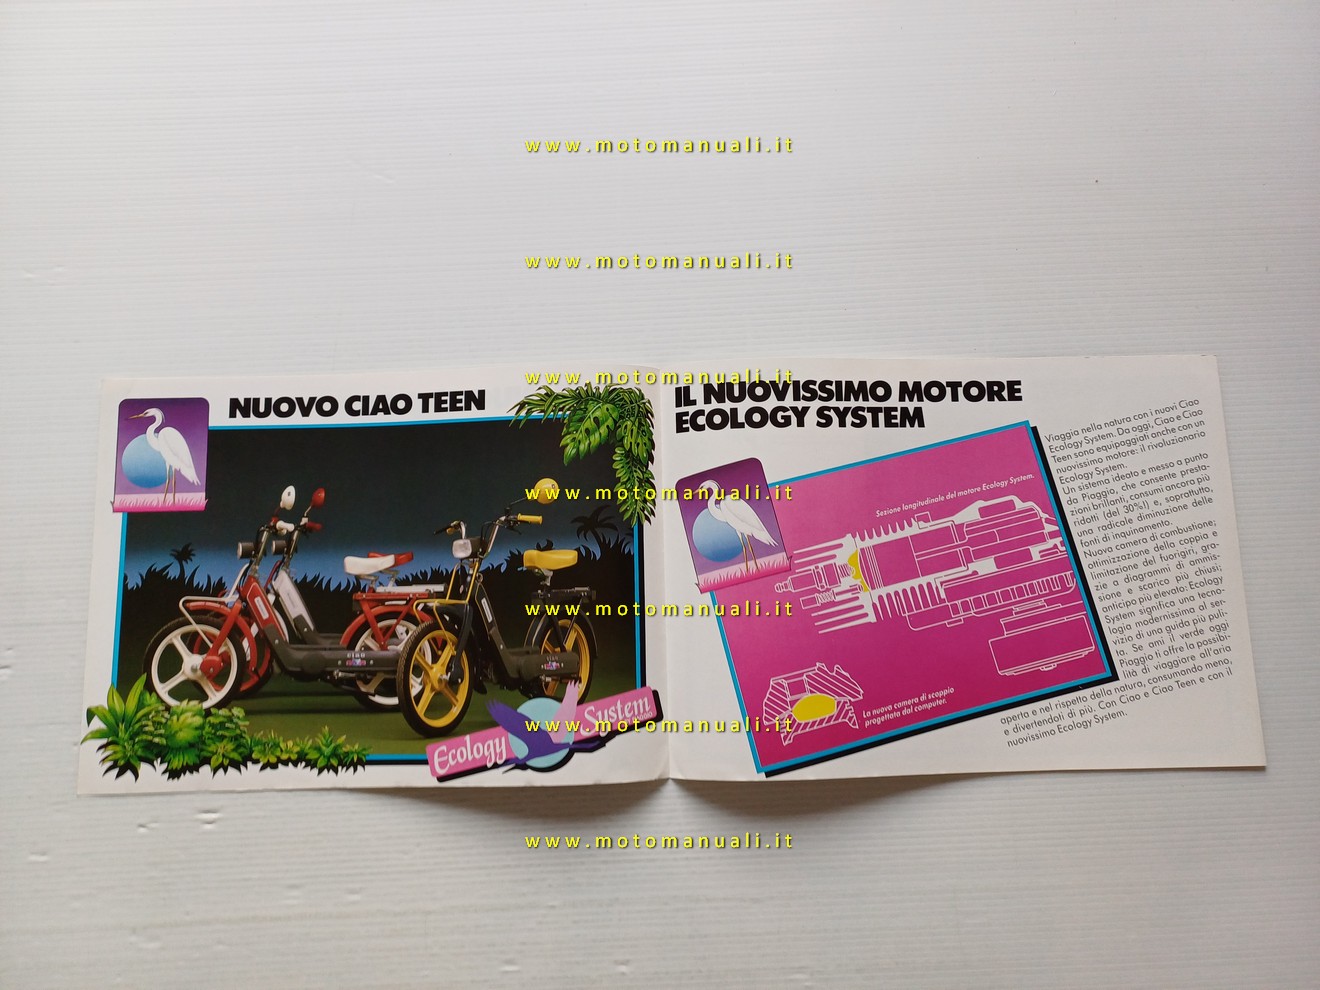 www.motomanuali.it
www.motomanuali.it
www.motomanuali.it
www.motomanuali.it
www.motomanuali.it
www.motomanuali.it
www.motomanuali.it
NUOVO CIAO TEEN
Ecology System
IL NUOVISSIMO MOTORE
ECOLOGY SYSTEM
Sezione longitudinale del motore Ecology System.
La nuova camera di scoppio
progettata dal computer.
Viaggia nella natura con i nuovi Ciao
Ecology System. Da oggi, Ciao e Ciao
Teen sono equipaggiati anche con un
nuovissimo motore: il rivoluzionario
Ecology System.
Un sistema ideato e messo a punto
da Piaggio, che consente presta-
zioni brillanti, consumi ancora più
ridotti (del 30%!) e, soprattutto,
una radicale diminuzione delle
fonti di inquinamento.
Nuova camera di combustione;
ottimizzazione della coppia e
limitazione del fuorigiri, gra-
zie a diagrammi di ammis-
sione e scarico più chiusi;
anticipo più elevato: Ecology
System significa una tecno-
logia modernissima al ser-
vizio di una guida più puli-
ta. Se ami il verde oggi
Piaggio ti offre la possibi-
lità di viaggiare all'aria
aperta e nel rispetto della natura, consumando meno,
e divertendoti di più. Con Ciao e Ciao Teen e con il
nuovissimo Ecology System.